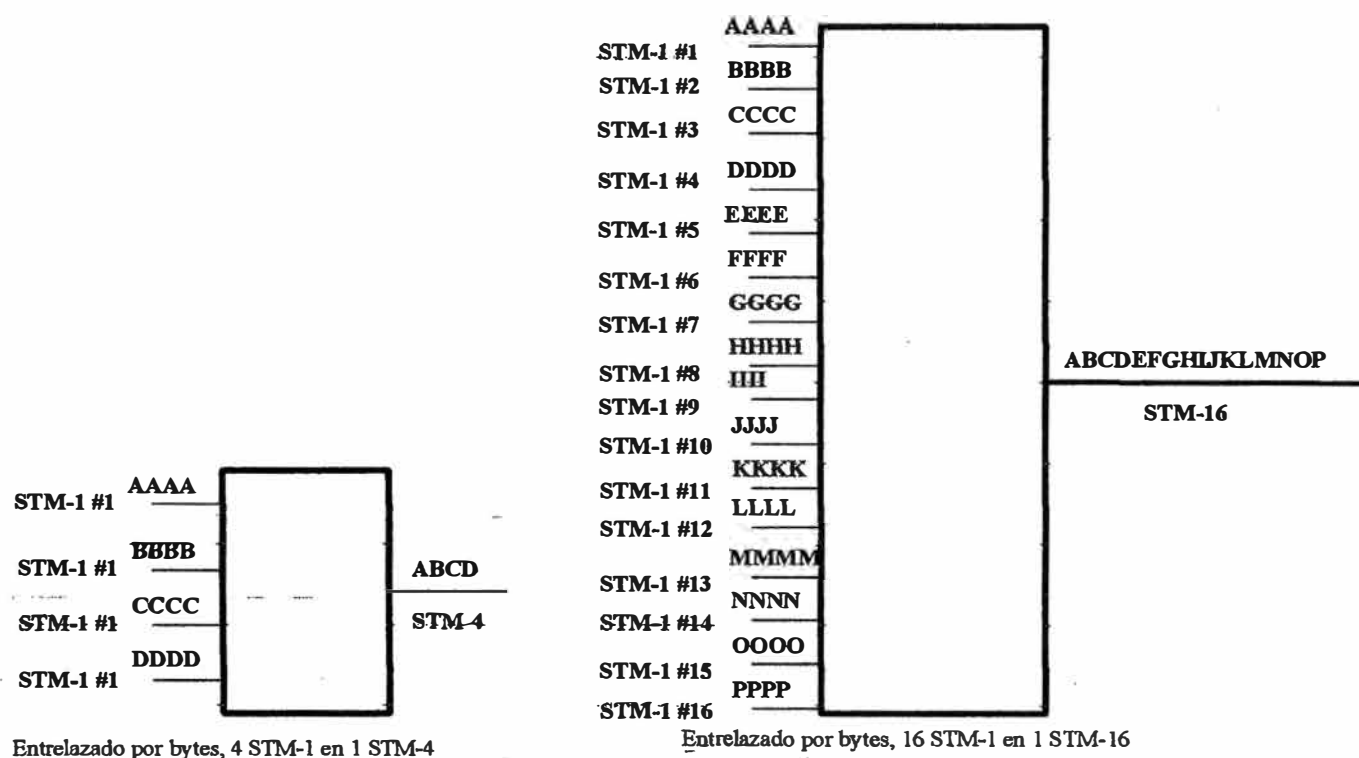 AAAA
STM-1 #1
BBBB
STM-1 #1
CCCC
STM-1 #1
DDDD
STM-1 #1
ABCD
STM-4
Entrelazado por bytes, 4 STM-1 en 1 STM-4
AAAA
STM-1 #1
BBBB
STM-1 #2
CCCC
STM-1 #3
DDDD
STM-1 #4
EEEE
STM-1 #5
FFFF
STM-1 #6
GGGG
STM-1 #7
HHHH
STM-1 #8
IIII
STM-1 #9
JJJJ
STM-1 #10
KKKK
STM-1 #11
LLLL
STM-1 #12
MMMM
STM-1 #13
NNNN
STM-1 #14
OOOO
STM-1 #15
PPPP
STM-1 #16
ABCDEFGHIJKLMNOP
STM-16
Entrelazado por bytes, 16 STM-1 en 1 STM-16